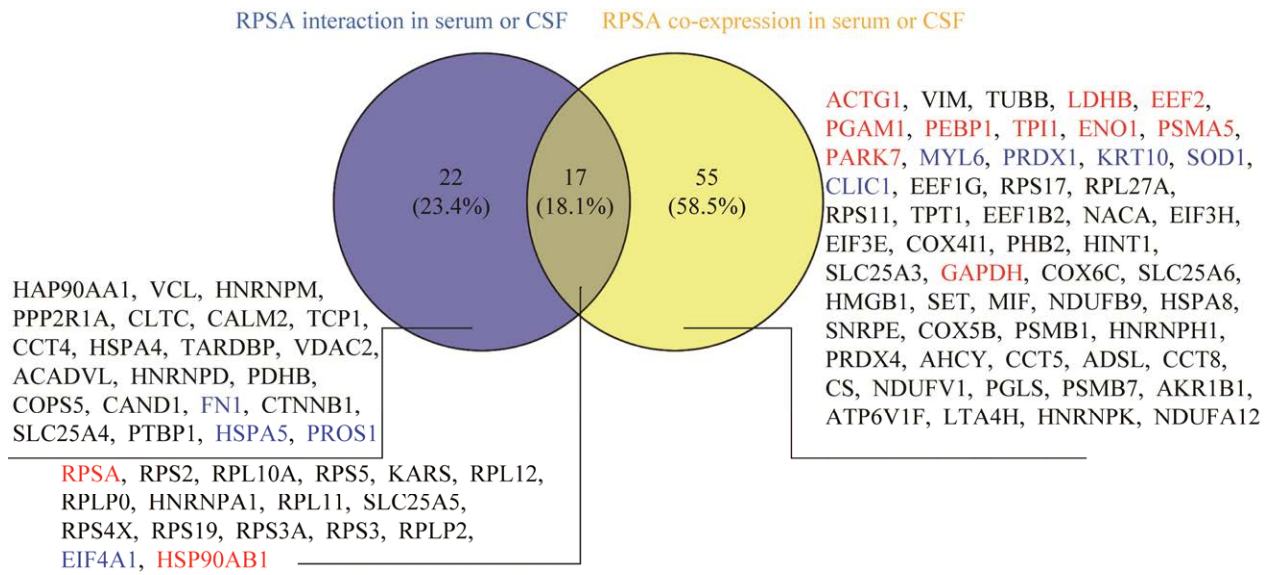 RPSA interaction in serum or CSF
RPSA co-expression in serum or CSF
22
(23.4%)
17
(18.1%)
55
(58.5%)
ACTG1, VIM, TUBB, LDHB, EEF2,
PGAM1, PEBP1, TPI1, ENO1, PSMA5,
PARK7, MYL6, PRDX1, KRT10, SOD1,
CLIC1, EEF1G, RPS17, RPL27A,
RPS11, TPT1, EEF1B2, NACA, EIF3H,
EIF3E, COX4I1, PHB2, HINT1,
SLC25A3, GAPDH, COX6C, SLC25A6,
HMGB1, SET, MIF, NDUFB9, HSPA8,
SNRPE, COX5B, PSMB1, HNRNPH1,
PRDX4, AHCY, CCT5, ADSL, CCT8,
CS, NDUFV1, PGLS, PSMB7, AKR1B1,
ATP6V1F, LTA4H, HNRNPK, NDUFA12
HAP90AA1, VCL, HNRNPM,
PPP2R1A, CLTC, CALM2, TCP1,
CCT4, HSPA4, TARDBP, VDAC2,
ACADVL, HNRNPD, PDHB,
COPS5, CAND1, FN1, CTNNB1,
SLC25A4, PTBP1, HSPA5, PROS1
RPSA, RPS2, RPL10A, RPS5, KARS, RPL12,
RPLP0, HNRNPA1, RPL11, SLC25A5,
RPS4X, RPS19, RPS3A, RPS3, RPLP2,
EIF4A1, HSP90AB1